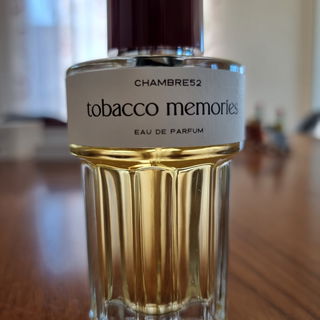 CHAMBRE52
tobacco memories
EAU DE PARFUM